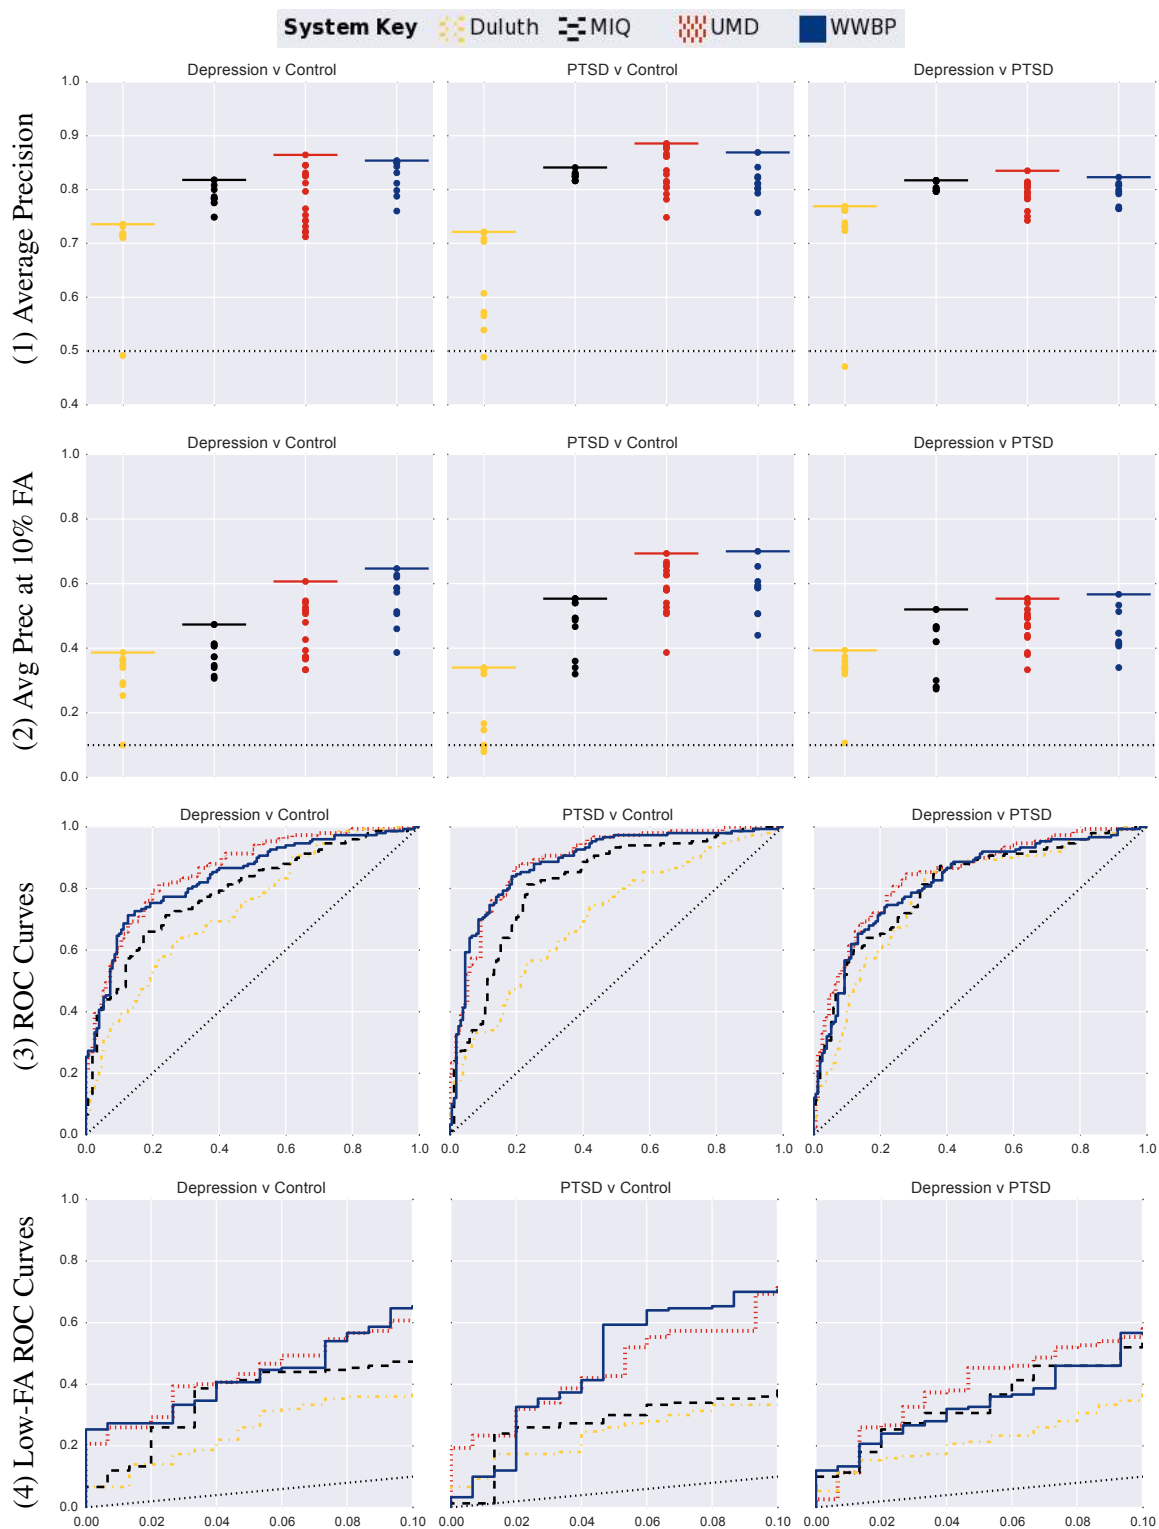 System Key Duluth MIQ UMD WWBP
(1) Average Precision
Depression v Control PTSD v Control Depression v PTSD
1.0
0.9
0.8
0.7
0.6
0.5
0.4
(2) Avg Prec at 10% FA
Depression v Control PTSD v Control Depression v PTSD
1.0
0.8
0.6
0.4
0.2
0.0
(3) ROC Curves
Depression v Control PTSD v Control Depression v PTSD
1.0
0.8
0.6
0.4
0.2
0.0
0.0 0.2 0.4 0.6 0.8 1.0 0.0 0.2 0.4 0.6 0.8 1.0 0.0 0.2 0.4 0.6 0.8 1.0
(4) Low-FA ROC Curves
Depression v Control PTSD v Control Depression v PTSD
1.0
0.8
0.6
0.4
0.2
0.0
0.00 0.02 0.04 0.06 0.08 0.10 0.00 0.02 0.04 0.06 0.08 0.10 0.00 0.02 0.04 0.06 0.08 0.10